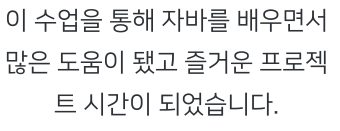 이 수업을 통해 자바를 배우면서
많은 도움이 됐고 즐거운 프로젝
트 시간이 되었습니다.